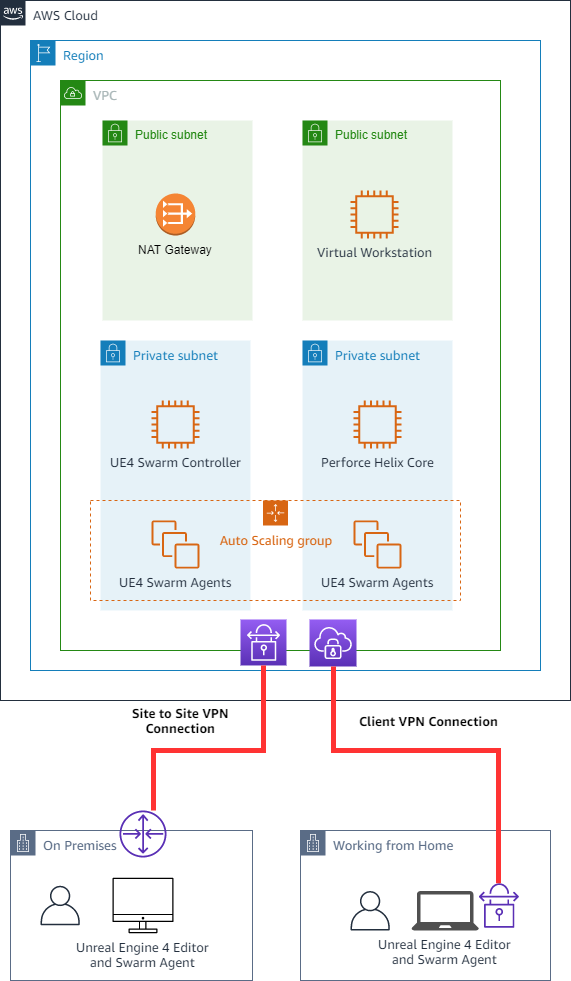 aws
AWS Cloud
Region
VPC
Public subnet
Public subnet
NAT Gateway
Virtual Workstation
Private subnet
Private subnet
UE4 Swarm Controller
Perforce Helix Core
Auto Scaling group
UE4 Swarm Agents
UE4 Swarm Agents
Site to Site VPN
Connection
Client VPN Connection
On Premises
Working from Home
Unreal Engine 4 Editor
and Swarm Agent
Unreal Engine 4 Editor
and Swarm Agent